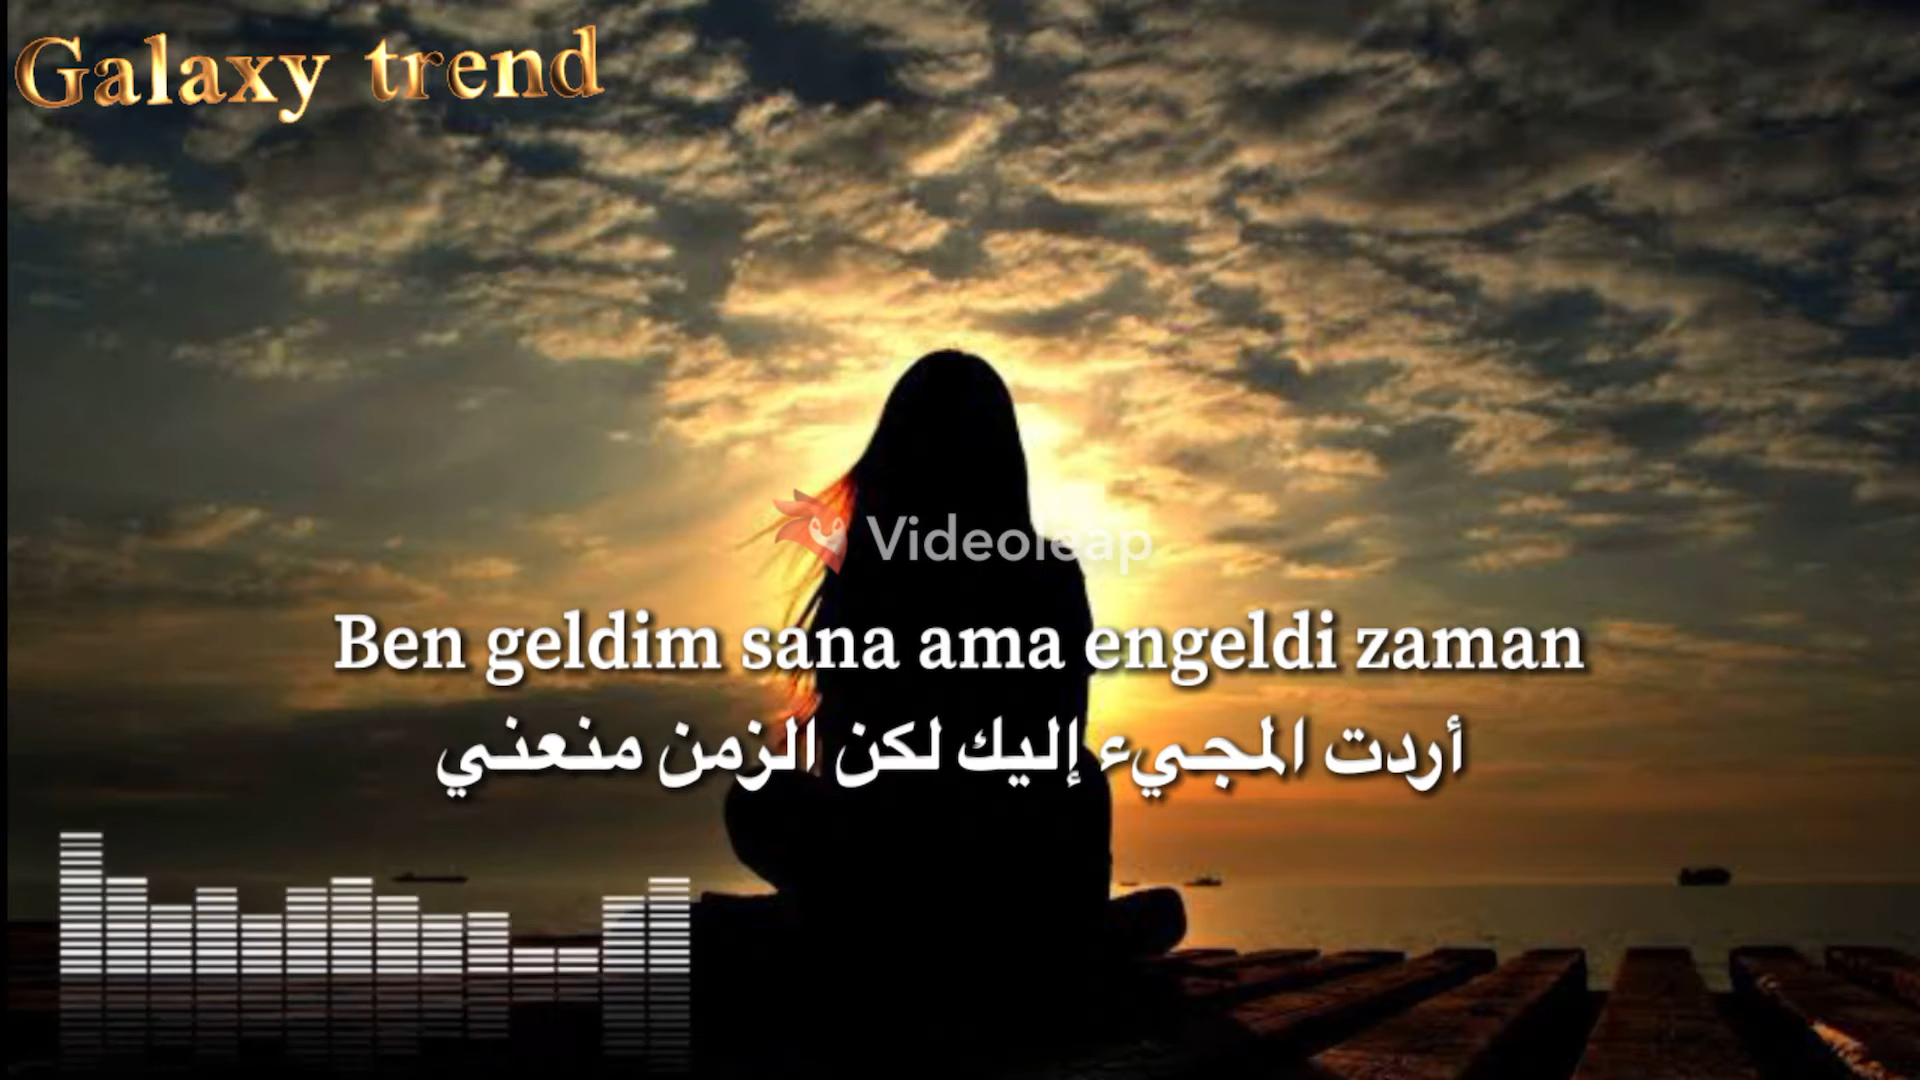 Galaxy trend
Videoleap
Ben geldim sana ama engeldi zaman
أردت المجيء إليك لكن الزمن منعني